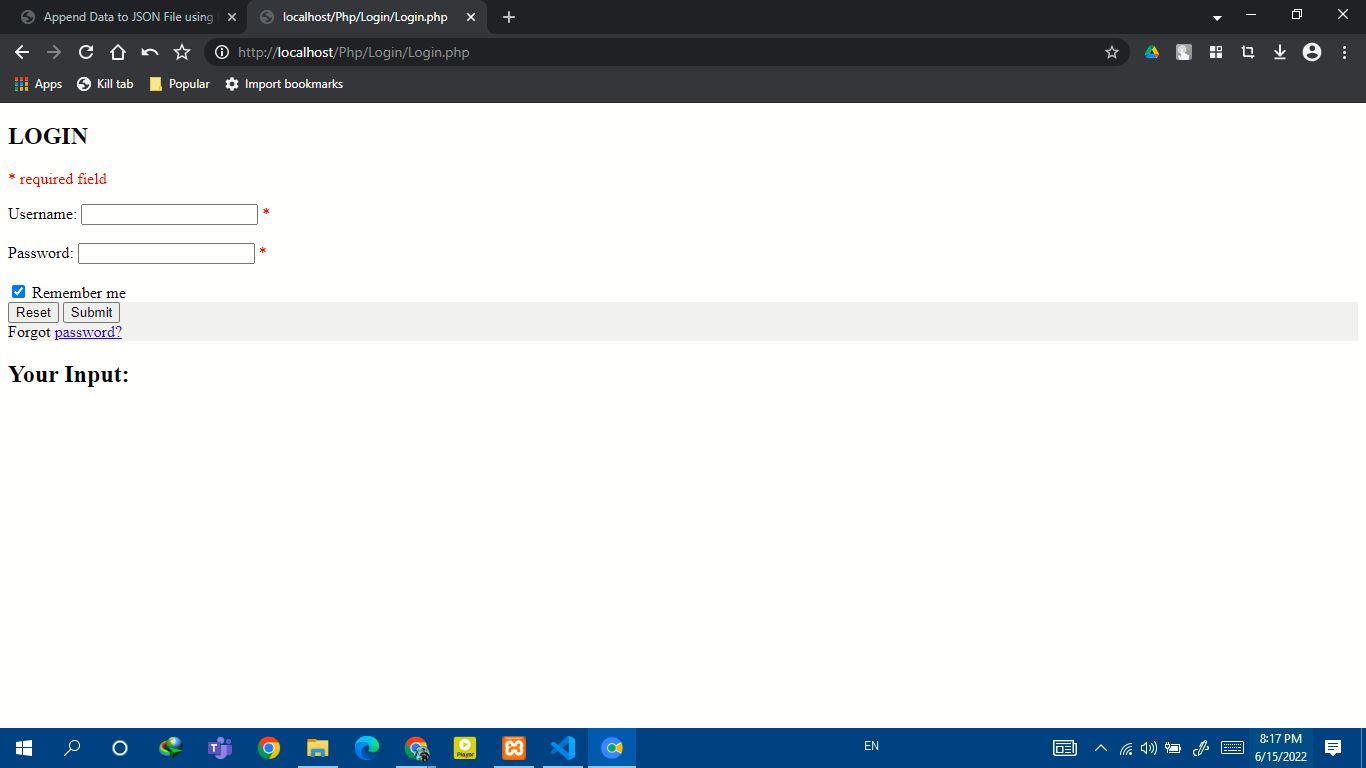 Append Data to JSON File using
localhost/Php/Login/Login.php
http://localhost/Php/Login/Login.php
Apps Kill tab Popular Import bookmarks
LOGIN
* required field
Username: *
Password: *
Remember me
Reset Submit
Forgot password?
Your Input:
EN
8:17 PM
6/15/2022